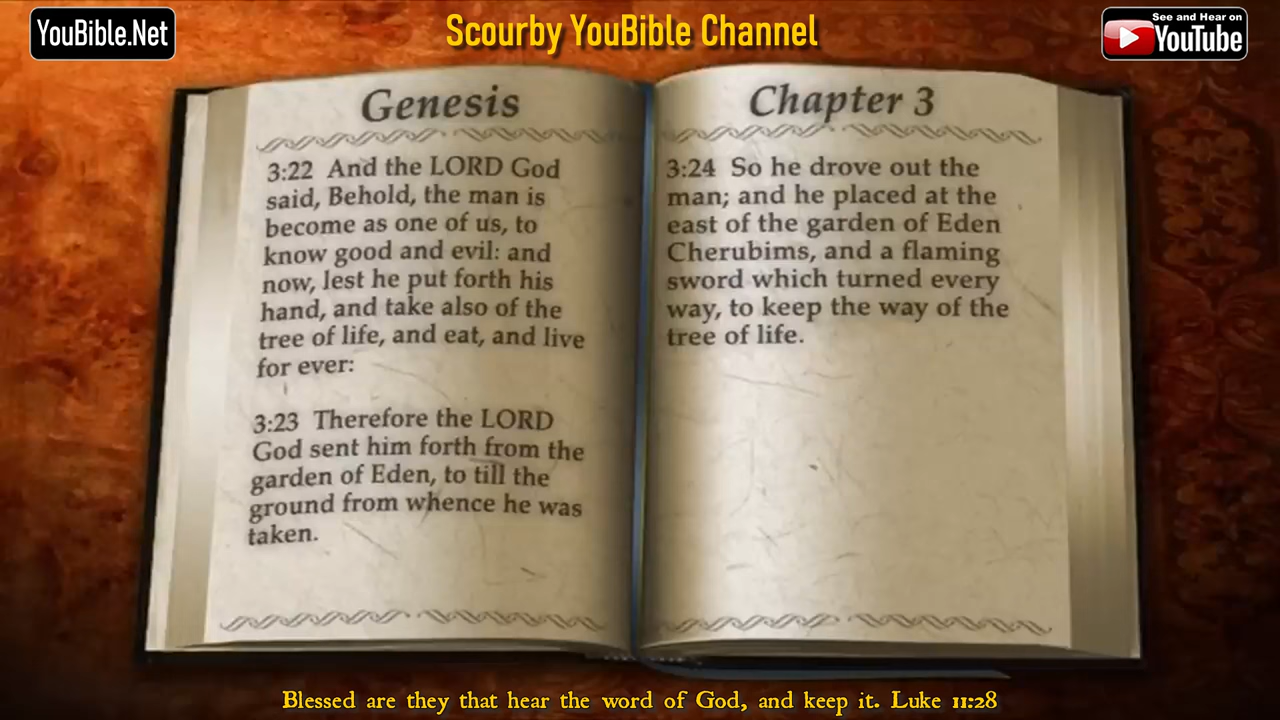 YouBible.Net
Scourby YouBible Channel
See and Hear on
YouTube
Genesis
3:22 And the LORD God
said, Behold, the man is
become as one of us, to
know good and evil: and
now, lest he put forth his
hand, and take also of the
tree of life, and eat, and live
for ever:
3:23 Therefore the LORD
God sent him forth from the
garden of Eden, to till the
ground from whence he was
taken.
Chapter 3
3:24 So he drove out the
man; and he placed at the
east of the garden of Eden
Cherubims, and a flaming
sword which turned every
way, to keep the way of the
tree of life.
Blessed are they that hear the word of God, and keep it. Luke 11:28